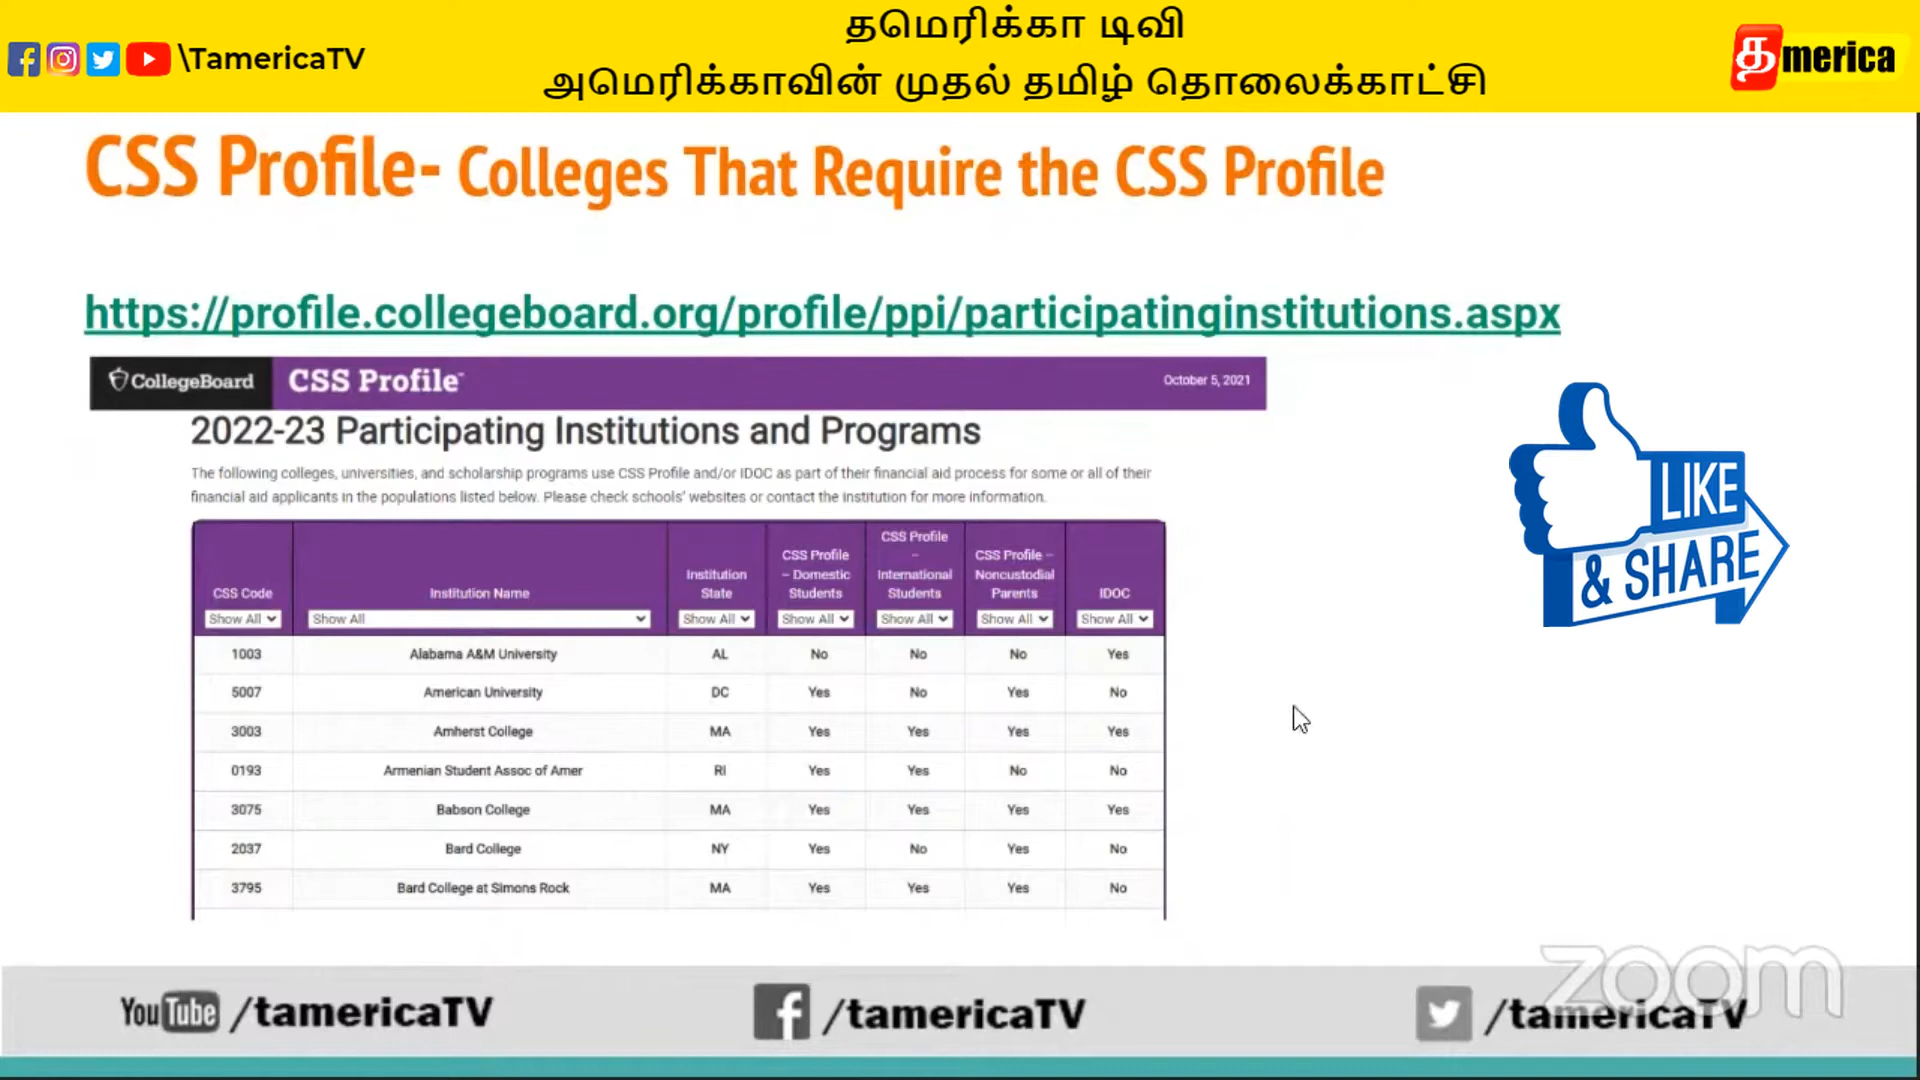 \TamericaTV
தமெரிக்கா டிவி
அமெரிக்காவின் முதல் தமிழ் தொலைக்காட்சி
தmerica
CSS Profile- Colleges That Require the CSS Profile
https://profile.collegeboard.org/profile/ppi/participatinginstitutions.aspx
CollegeBoard CSS Profile™ October 5, 2021
2022-23 Participating Institutions and Programs
The following colleges, universities, and scholarship programs use CSS Profile and/or IDOC as part of their financial aid process for some or all of their
financial aid applicants in the populations listed below. Please check schools' websites or contact the institution for more information.
CSS Code Institution Name Institution State CSS Profile – Domestic Students CSS Profile – International Students CSS Profile – Noncustodial Parents IDOC
Show All Show All Show All Show All Show All Show All Show All
1003 Alabama A&M University AL No No No Yes
5007 American University DC Yes No Yes No
3003 Amherst College MA Yes Yes Yes Yes
0193 Armenian Student Assoc of Amer RI Yes Yes No No
3075 Babson College MA Yes Yes Yes Yes
2037 Bard College NY Yes No Yes No
3795 Bard College at Simons Rock MA Yes Yes Yes No
LIKE
& SHARE
zoom
YouTube /tamericaTV
/tamericaTV
/tamericaTV